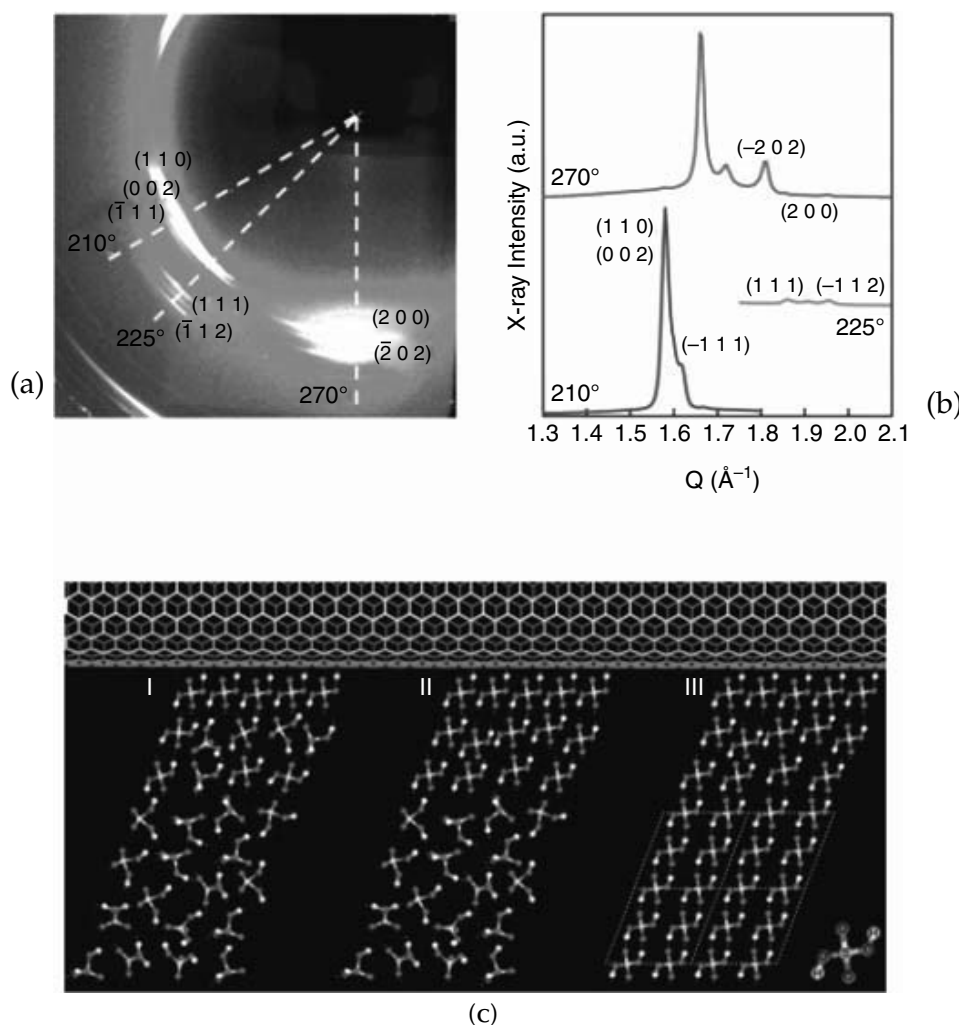 (1 1 0)
(0 0 2)
(1̅ 1 1)
210°
(1 1 1)
225°
(1̅ 1 2)
(2 0 0)
(2̅ 0 2)
270°
(a)
X-ray Intensity (a.u.)
270°
(–2 0 2)
(2 0 0)
(1 1 0)
(0 0 2)
(1 1 1) (–1 1 2)
225°
(–1 1 1)
210°
1.3 1.4 1.5 1.6 1.7 1.8 1.9 2.0 2.1
Q (Å⁻¹)
(b)
I II III
(c)